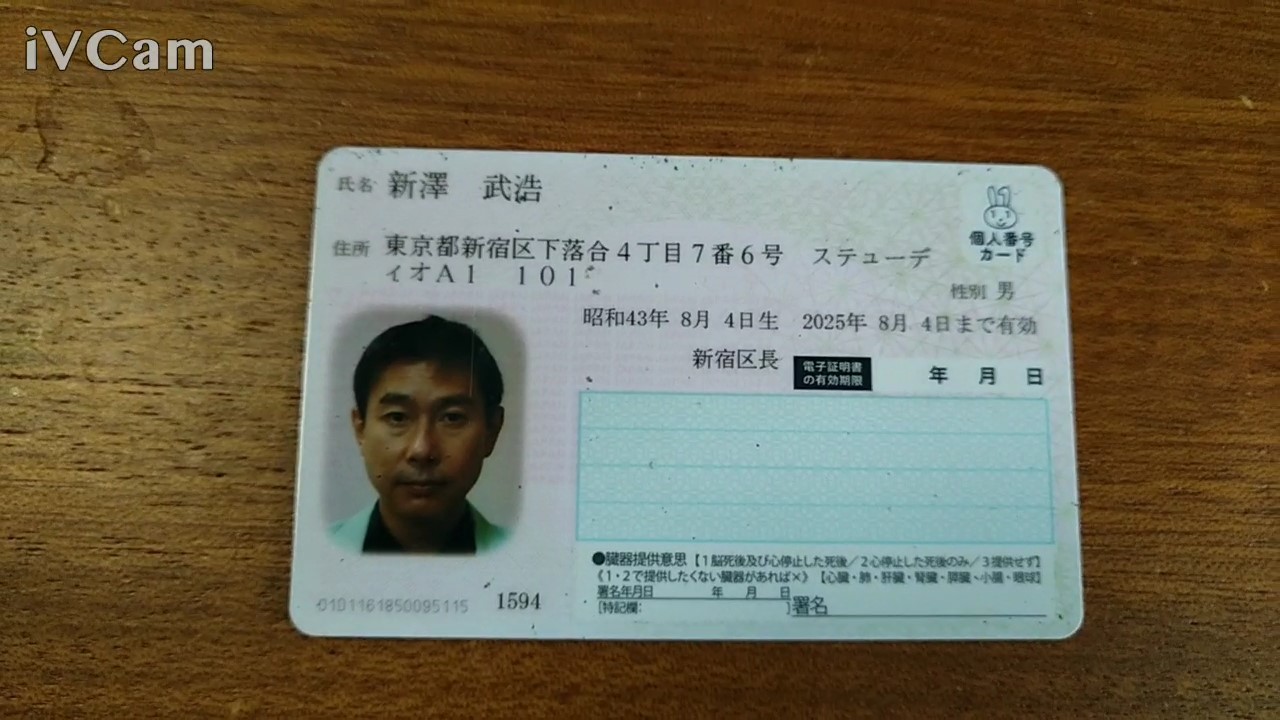 iVCam
氏名 新澤 武浩
個人番号
カード
住所 東京都新宿区下落合4丁目7番6号 ステューデ
ィオA1 101
性別 男
昭和43年 8月 4日生 2025年 8月 4日まで有効
新宿区長 電子証明書の有効期限 年 月 日
●臓器提供意思【1脳死後及び心停止した死後/2心停止した死後のみ/3提供せず】
《1・2で提供したくない臓器があれば×》【心臓・肺・肝臓・腎臓・膵臓・小腸・眼球】
署名年月日 年 月 日
[特記欄: ]署名
0101161850095115 1594